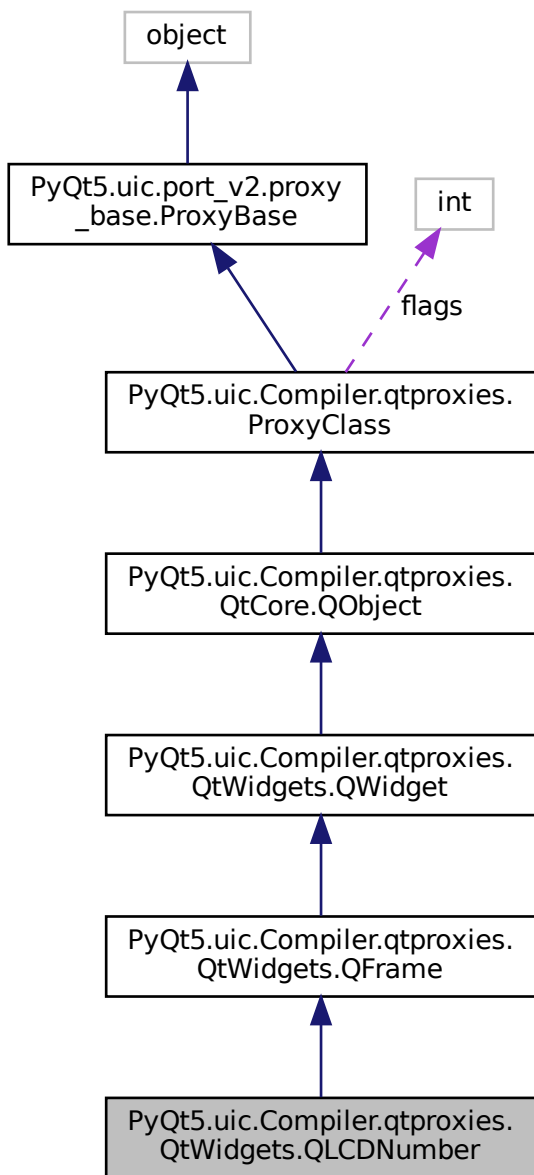 object
PyQt5.uic.port_v2.proxy
_base.ProxyBase
int
flags
PyQt5.uic.Compiler.qtproxies.
ProxyClass
PyQt5.uic.Compiler.qtproxies.
QtCore.QObject
PyQt5.uic.Compiler.qtproxies.
QtWidgets.QWidget
PyQt5.uic.Compiler.qtproxies.
QtWidgets.QFrame
PyQt5.uic.Compiler.qtproxies.
QtWidgets.QLCDNumber